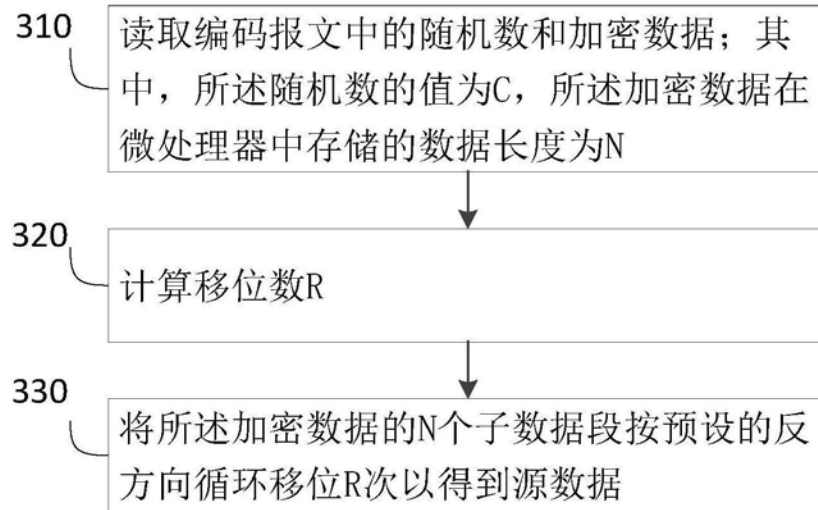 310
读取编码报文中的随机数和加密数据；其
中，所述随机数的值为C，所述加密数据在
微处理器中存储的数据长度为N
320
计算移位数R
330
将所述加密数据的N个子数据段按预设的反
方向循环移位R次以得到源数据